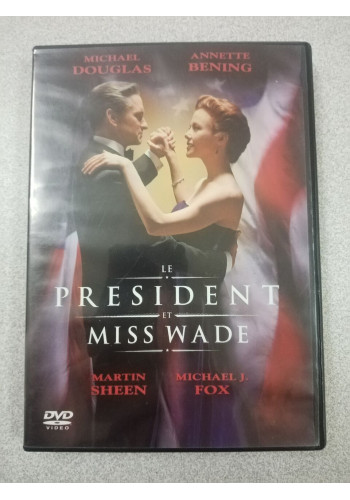 MICHAEL DOUGLAS
ANNETTE BENING
LE
PRESIDENT
ET
MISS WADE
MARTIN SHEEN
MICHAEL J. FOX
DVD
VIDEO